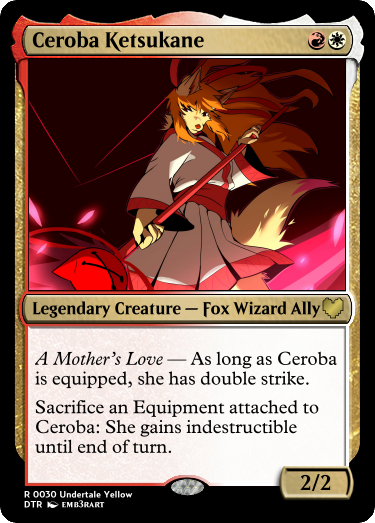 Ceroba Ketsukane
Legendary Creature — Fox Wizard Ally
A Mother's Love — As long as Ceroba
is equipped, she has double strike.
Sacrifice an Equipment attached to
Ceroba: She gains indestructible
until end of turn.
2/2
R 0030 Undertale Yellow
DTR EMB3RART